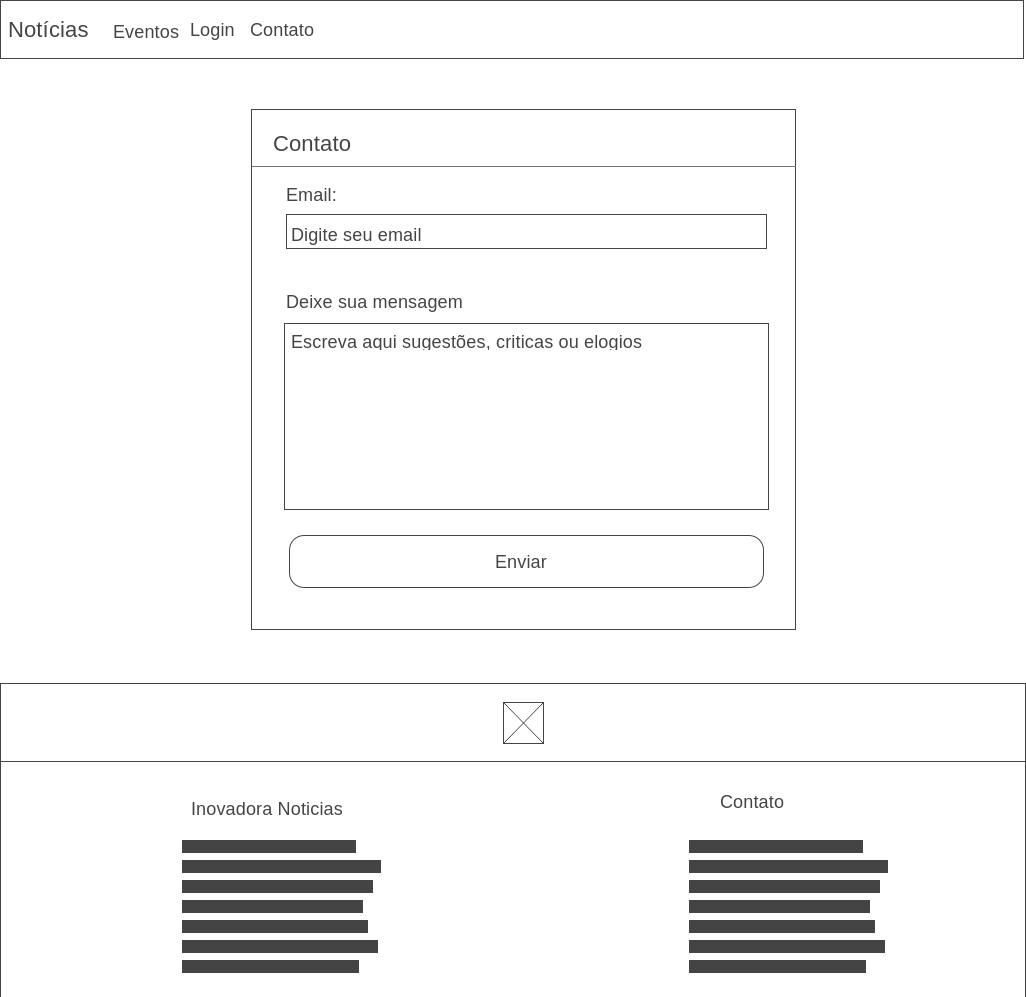 Notícias Eventos Login Contato
Contato
Email:
Digite seu email
Deixe sua mensagem
Escreva aqui sugestões, criticas ou elogios
Enviar
Inovadora Noticias
Contato